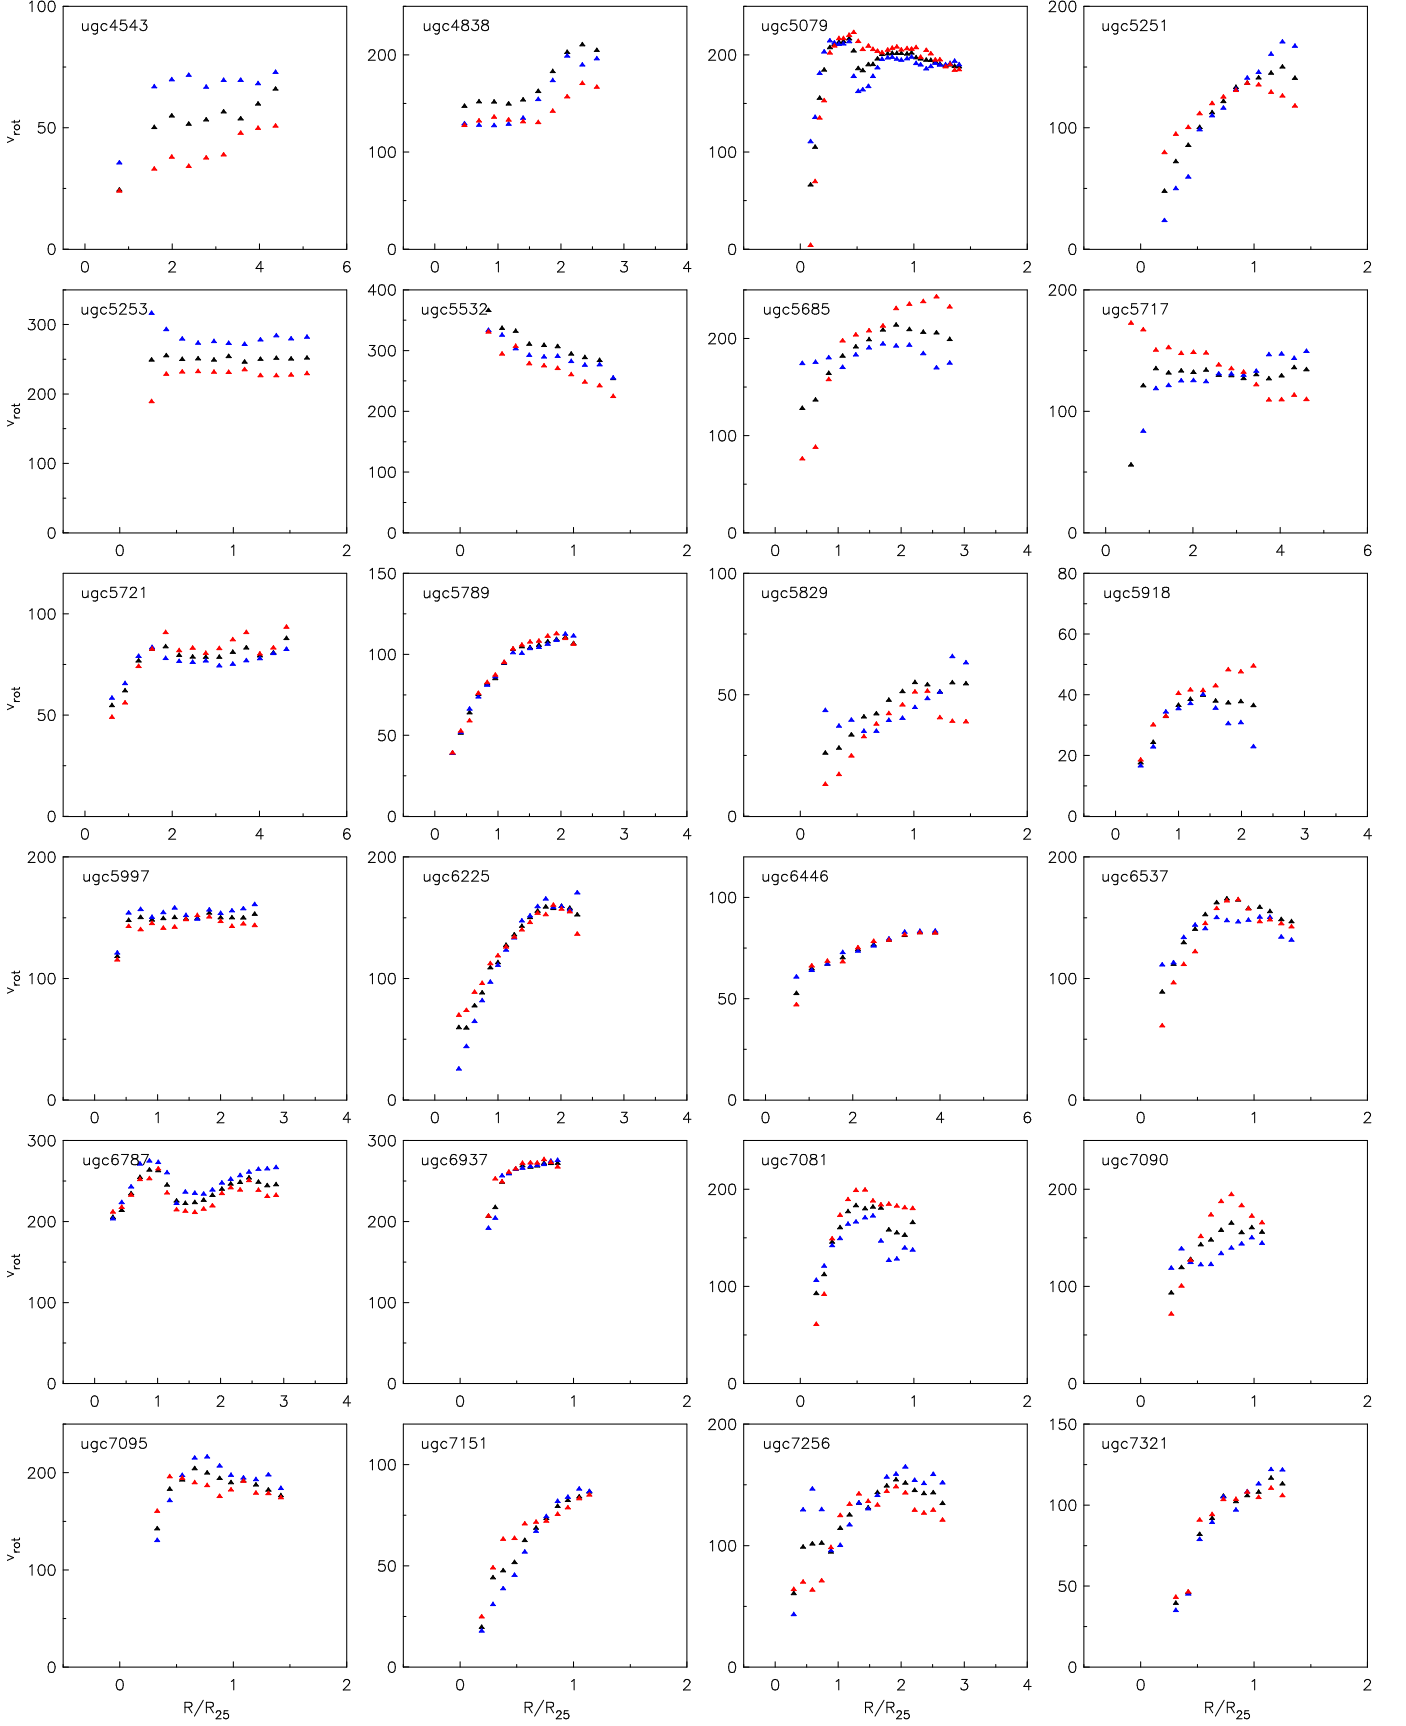 ugc4543 ugc4838 ugc5079 ugc5251
100 200 200 200
50 100 100 100
0 0 0 0
v_rot
0 2 4 6 0 1 2 3 4 0 1 2 0 1 2
ugc5253 ugc5532 ugc5685 ugc5717
300 400 200 200
200 300 100 100
100 200 0 0
0 100
0
v_rot
0 1 2 0 1 2 0 1 2 3 4 0 2 4 6
ugc5721 ugc5789 ugc5829 ugc5918
100 150 100 80
50 100 50 60
0 50 0 40
0 20
0
v_rot
0 2 4 6 0 1 2 3 4 0 1 2 0 1 2 3 4
ugc5997 ugc6225 ugc6446 ugc6537
200 200 100 200
100 100 50 100
0 0 0 0
v_rot
0 1 2 3 4 0 1 2 3 4 0 2 4 6 0 1 2
ugc6787 ugc6937 ugc7081 ugc7090
300 300 200 200
200 200 100 100
100 100 0 0
0 0
v_rot
0 1 2 3 4 0 1 2 0 1 2 0 1 2
ugc7095 ugc7151 ugc7256 ugc7321
200 100 200 150
100 50 100 100
0 0 0 50
0
v_rot
0 1 2 0 1 2 0 1 2 3 4 0 1 2
R/R_25 R/R_25 R/R_25 R/R_25